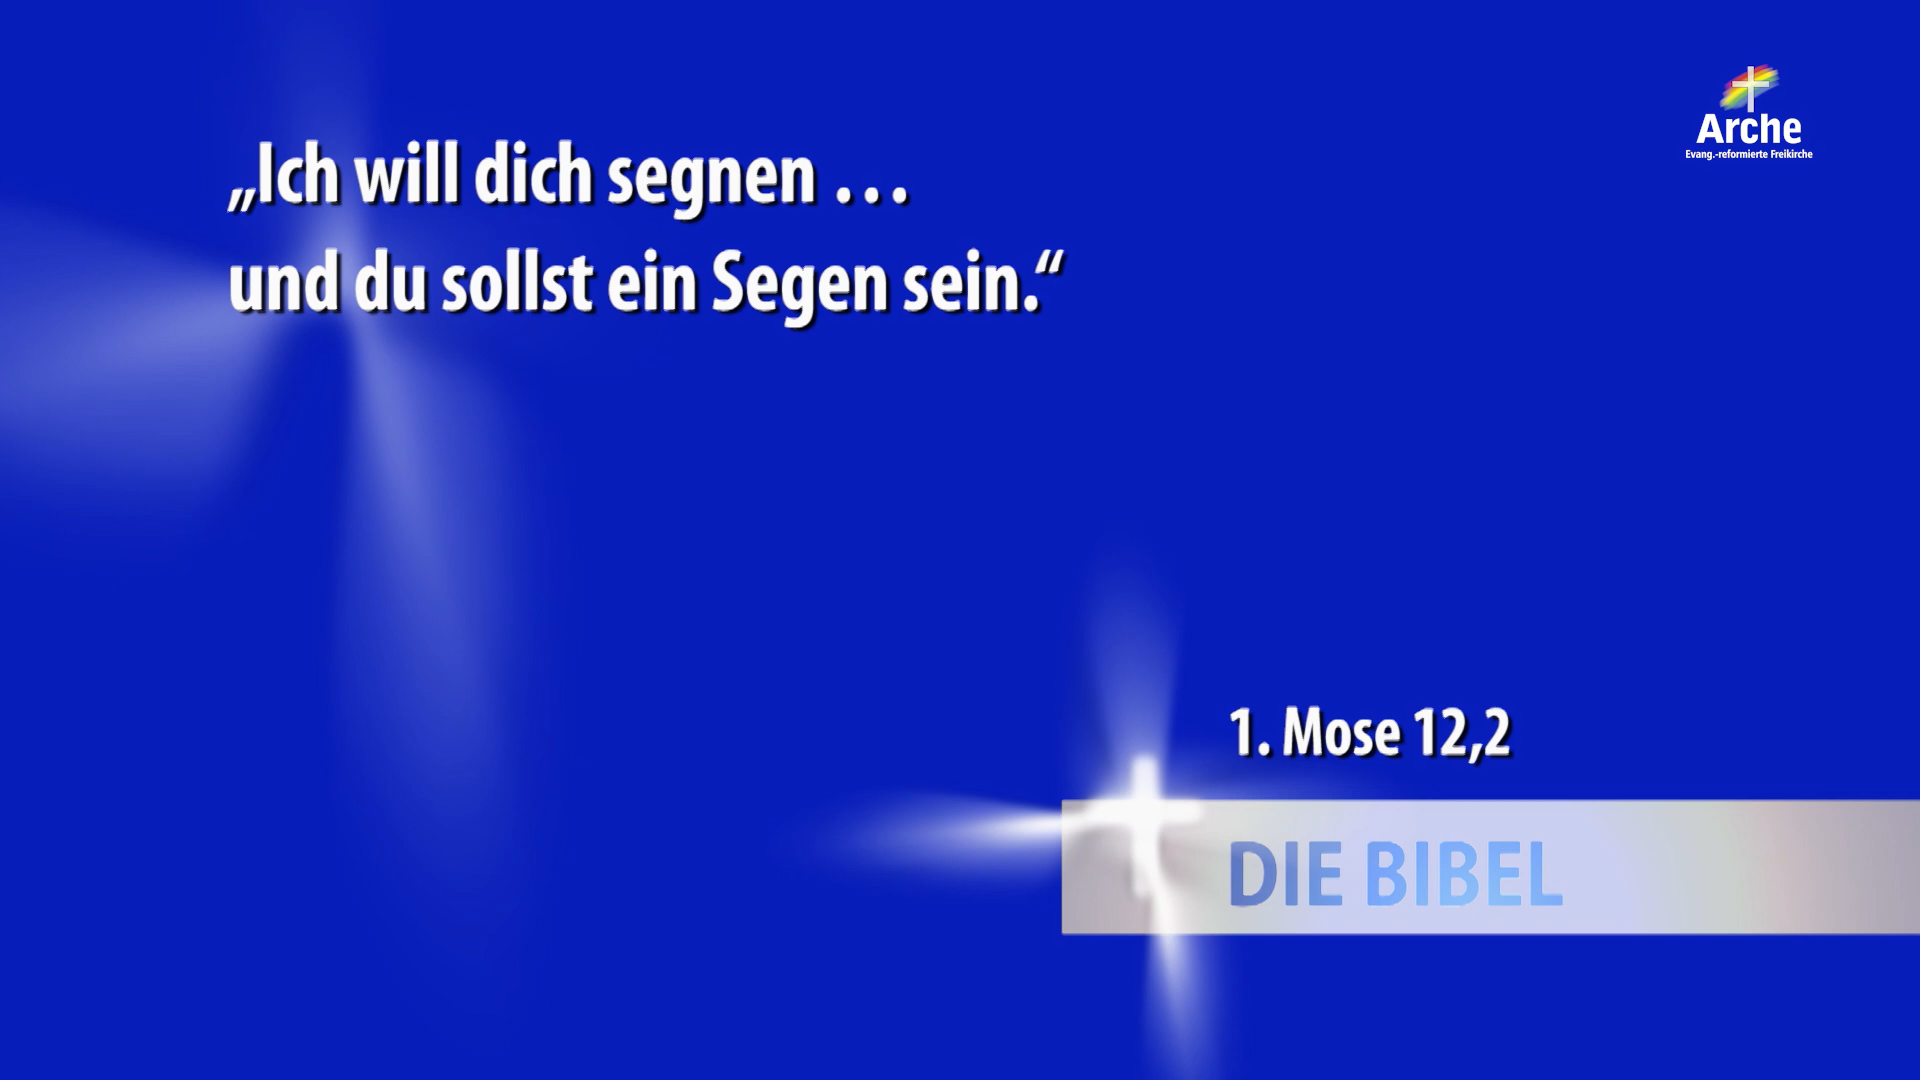 Arche
Evang.-reformierte Freikirche
„Ich will dich segnen …
und du sollst ein Segen sein.“
1. Mose 12,2
DIE BIBEL